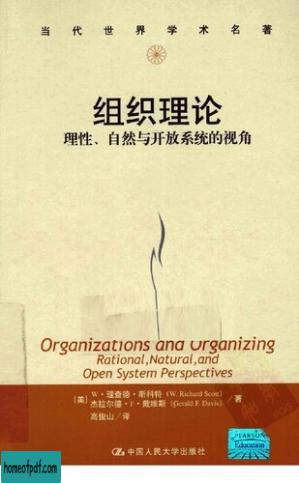 当代世界学术名著
组织理论
理性、自然与开放系统的视角
Organizations and Organizing
Rational, Natural, and
Open System Perspectives
[美] W·理查德·斯科特 (W. Richard Scott)
杰拉尔德·F·戴维斯 (Gerald F. Davis) 著
高俊山/译
PEARSON
Education
中国人民大学出版社
homeofpdf.com